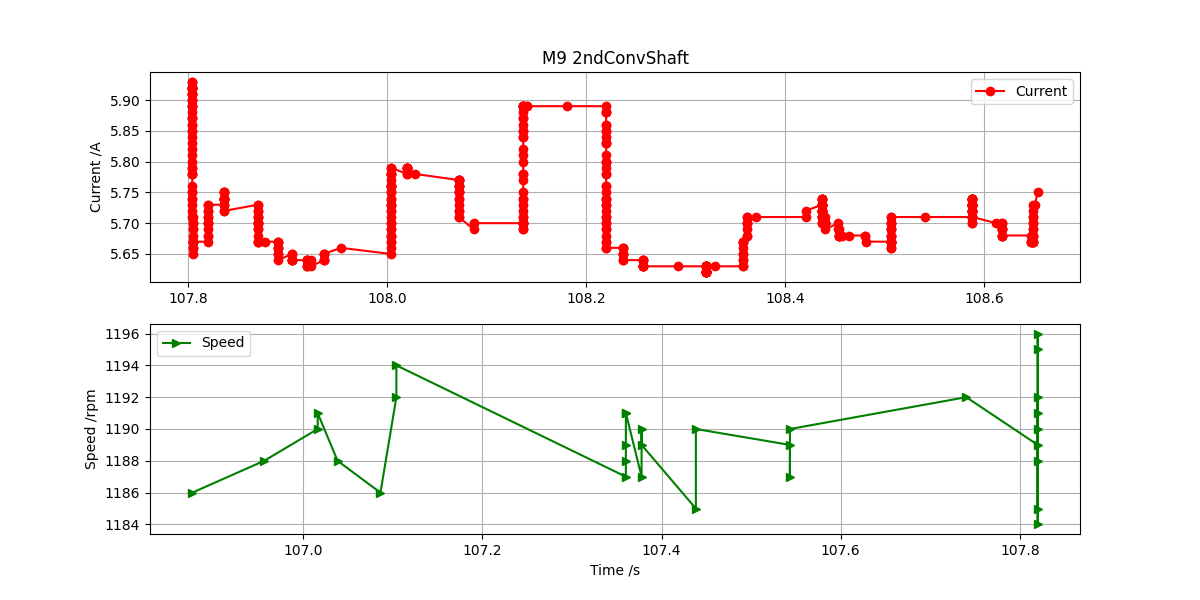 M9 2ndConvShaft
Current
Current /A
5.90
5.85
5.80
5.75
5.70
5.65
107.8 108.0 108.2 108.4 108.6
Speed
Speed /rpm
1196
1194
1192
1190
1188
1186
1184
107.0 107.2 107.4 107.6 107.8
Time /s